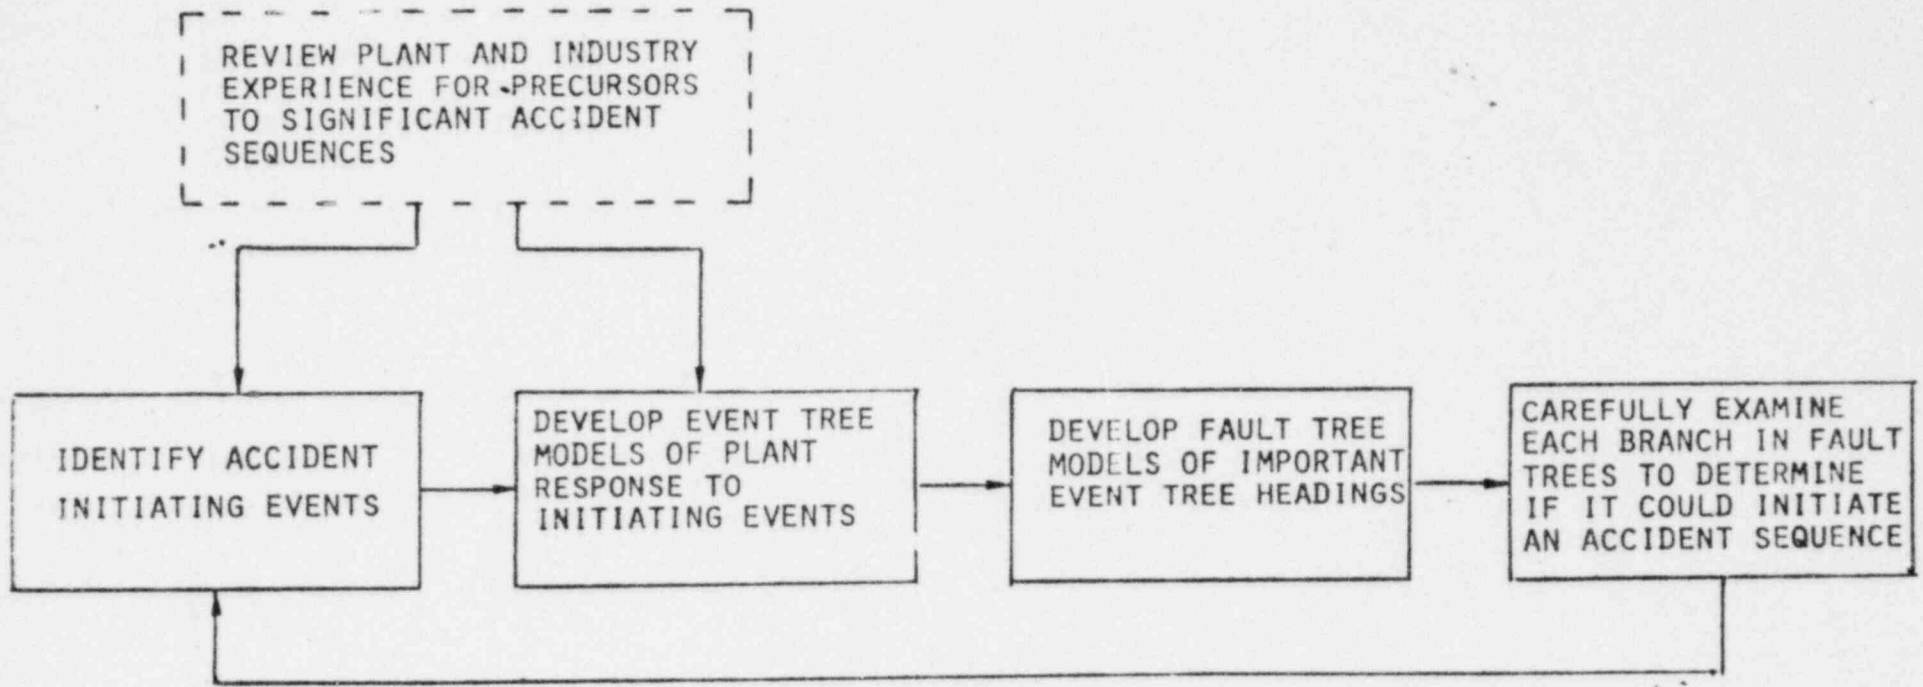 REVIEW PLANT AND INDUSTRY
EXPERIENCE FOR PRECURSORS
TO SIGNIFICANT ACCIDENT
SEQUENCES
IDENTIFY ACCIDENT
INITIATING EVENTS
DEVELOP EVENT TREE
MODELS OF PLANT
RESPONSE TO
INITIATING EVENTS
DEVELOP FAULT TREE
MODELS OF IMPORTANT
EVENT TREE HEADINGS
CAREFULLY EXAMINE
EACH BRANCH IN FAULT
TREES TO DETERMINE
IF IT COULD INITIATE
AN ACCIDENT SEQUENCE